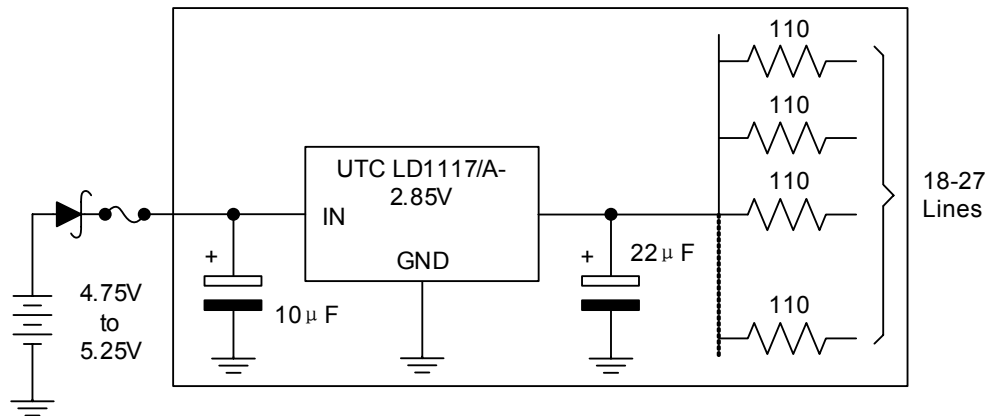 110
110
UTC LD1117/A-
2.85V
110
18-27
Lines
IN
+
GND
+
22μF
4.75V
to
5.25V
10μF
110